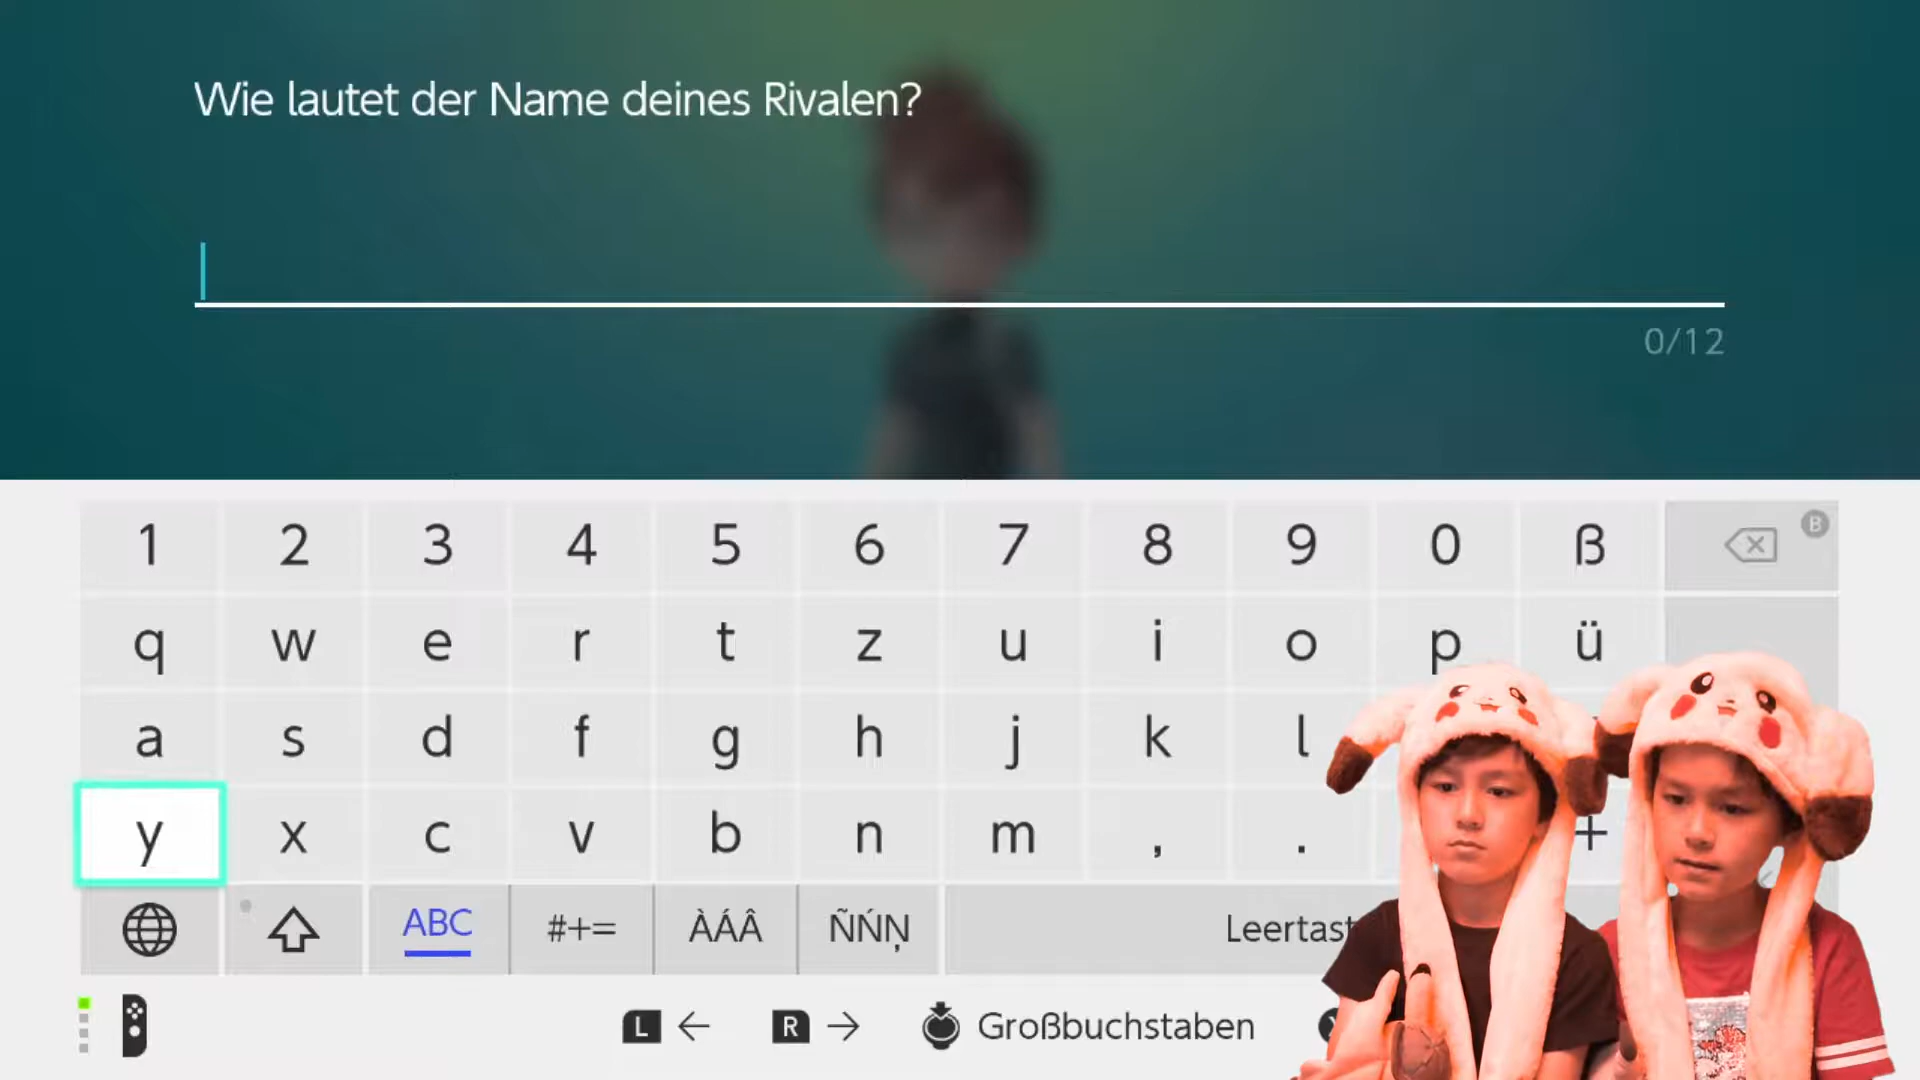 Wie lautet der Name deines Rivalen?
0/12
1 2 3 4 5 6 7 8 9 0 ß B
q w e r t z u i o p ü
a s d f g h j k l
y x c v b n m , . +
ABC #+= ÀÁÂ ÑŃŅ Leertast
L ← R → Großbuchstaben